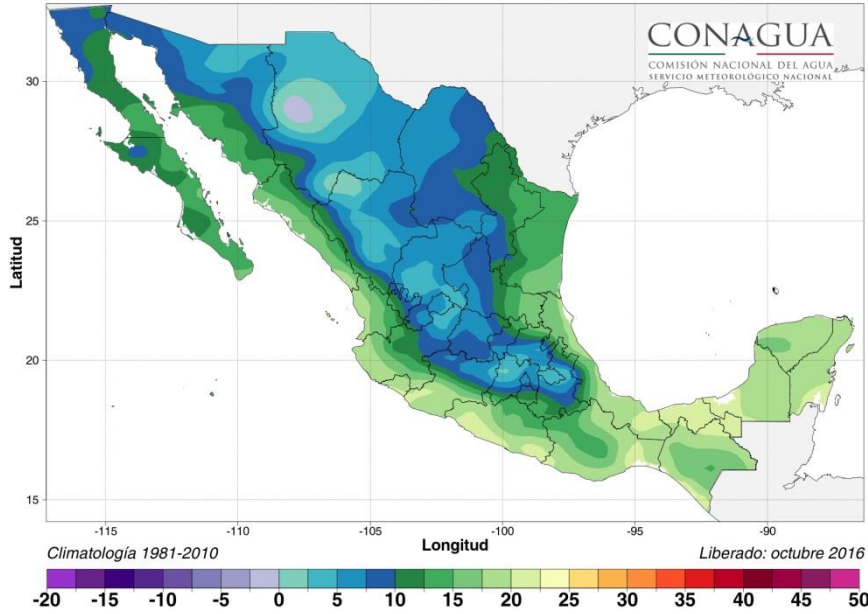 CONAGUA
COMISIÓN NACIONAL DEL AGUA
SERVICIO METEOROLÓGICO NACIONAL
30
25
20
15
Latitud
-115 -110 -105 -100 -95 -90
Longitud
Climatología 1981-2010
Liberado: octubre 2016
-20 -15 -10 -5 0 5 10 15 20 25 30 35 40 45 50